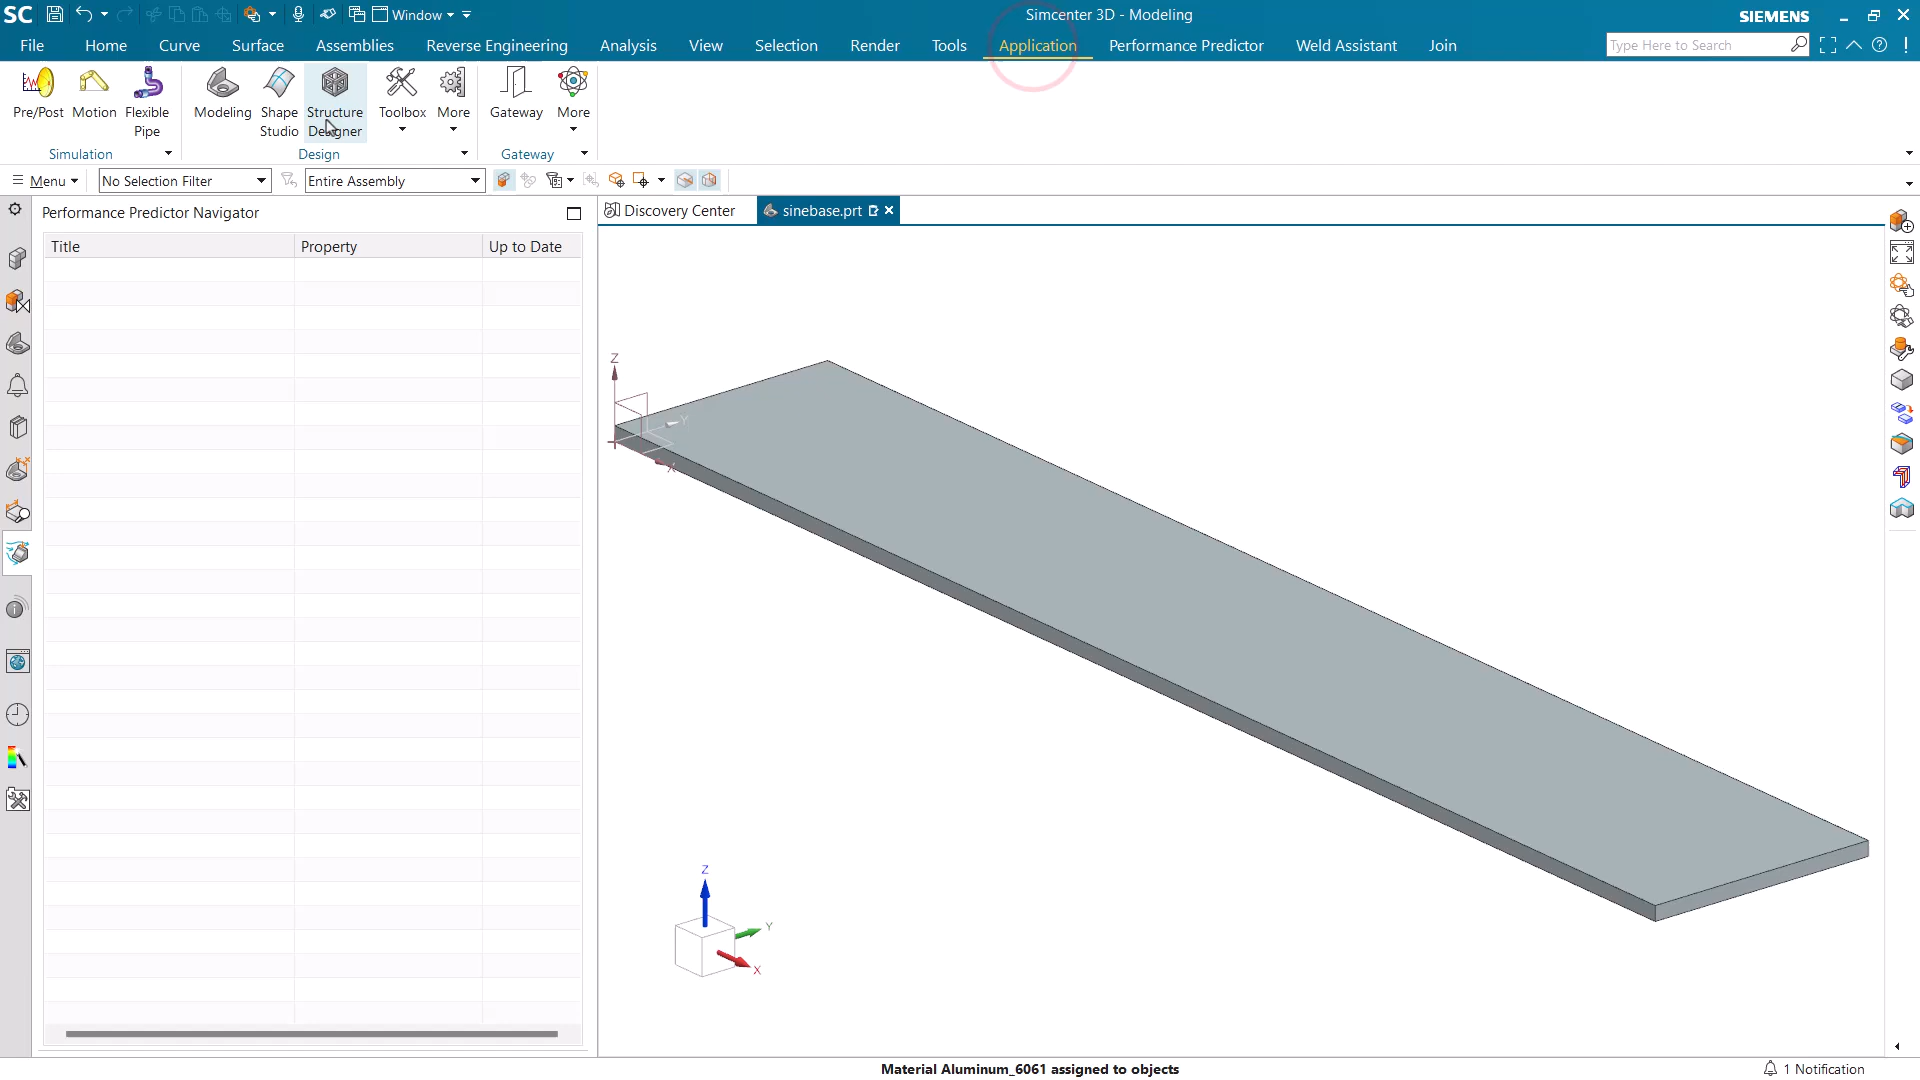 SC Window Simcenter 3D - Modeling SIEMENS
File Home Curve Surface Assemblies Reverse Engineering Analysis View Selection Render Tools Application Performance Predictor Weld Assistant Join Type Here to Search
Pre/Post Motion Flexible Pipe Modeling Shape Studio Structure Designer Toolbox More Gateway More
Simulation Design Gateway
Menu No Selection Filter Entire Assembly
Performance Predictor Navigator
Discovery Center sinebase.prt
Title Property Up to Date
Z
Y
X
Z
Y
X
Material Aluminum_6061 assigned to objects
1 Notification